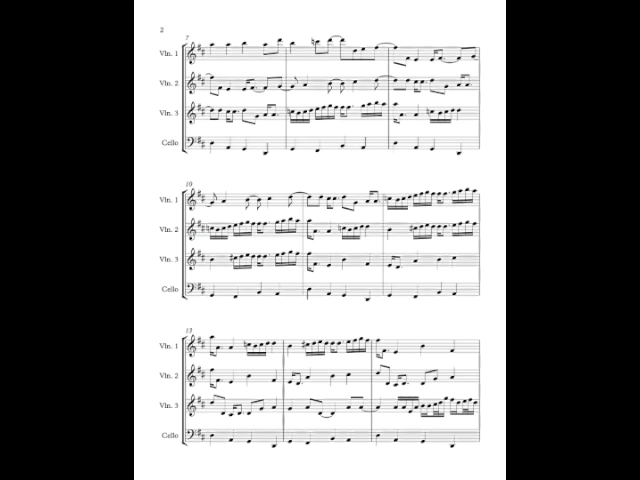 2
7
Vln. 1
Vln. 2
Vln. 3
Cello
10
Vln. 1
Vln. 2
Vln. 3
Cello
13
Vln. 1
Vln. 2
Vln. 3
Cello